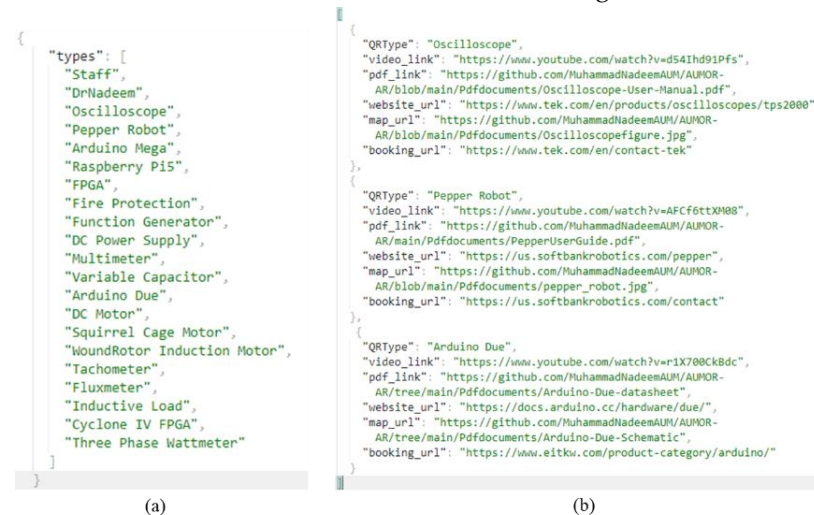 {
"types": [
"Staff",
"DrNadeem",
"Oscilloscope",
"Pepper Robot",
"Arduino Mega",
"Raspberry Pi5",
"FPGA",
"Fire Protection",
"Function Generator",
"DC Power Supply",
"Multimeter",
"Variable Capacitor",
"Arduino Due",
"DC Motor",
"Squirrel Cage Motor",
"WoundRotor Induction Motor",
"Tachometer",
"Fluxmeter",
"Inductive Load",
"Cyclone IV FPGA",
"Three Phase Wattmeter"
]
}
(a)
[
{
"QRType": "Oscilloscope",
"video_link": "https://www.youtube.com/watch?v=d54Ihd91Pfs",
"pdf_link": "https://github.com/MuhammadNadeemAUM/AUMOR-
AR/blob/main/Pdfdocuments/Oscilloscope-User-Manual.pdf",
"website_url": "https://www.tek.com/en/products/oscilloscopes/tps2000"
"map_url": "https://github.com/MuhammadNadeemAUM/AUMOR-
AR/blob/main/Pdfdocuments/Oscilloscopefigure.jpg",
"booking_url": "https://www.tek.com/en/contact-tek"
},
{
"QRType": "Pepper Robot",
"video_link": "https://www.youtube.com/watch?v=AFCf6ttXM08",
"pdf_link": "https://github.com/MuhammadNadeemAUM/AUMOR-
AR/main/Pdfdocuments/PepperUserGuide.pdf",
"website_url": "https://us.softbankrobotics.com/pepper",
"map_url": "https://github.com/MuhammadNadeemAUM/AUMOR-
AR/blob/main/Pdfdocuments/pepper_robot.jpg",
"booking_url": "https://us.softbankrobotics.com/contact"
},
{
"QRType": "Arduino Due",
"video_link": "https://www.youtube.com/watch?v=r1X700CkBdc",
"pdf_link": "https://github.com/MuhammadNadeemAUM/AUMOR-
AR/tree/main/Pdfdocuments/Arduino-Due-datasheet",
"website_url": "https://docs.arduino.cc/hardware/due/",
"map_url": "https://github.com/MuhammadNadeemAUM/AUMOR-
AR/tree/main/Pdfdocuments/Arduino-Due-Schematic",
"booking_url": "https://www.eitkw.com/product-category/arduino/"
}
]
(b)